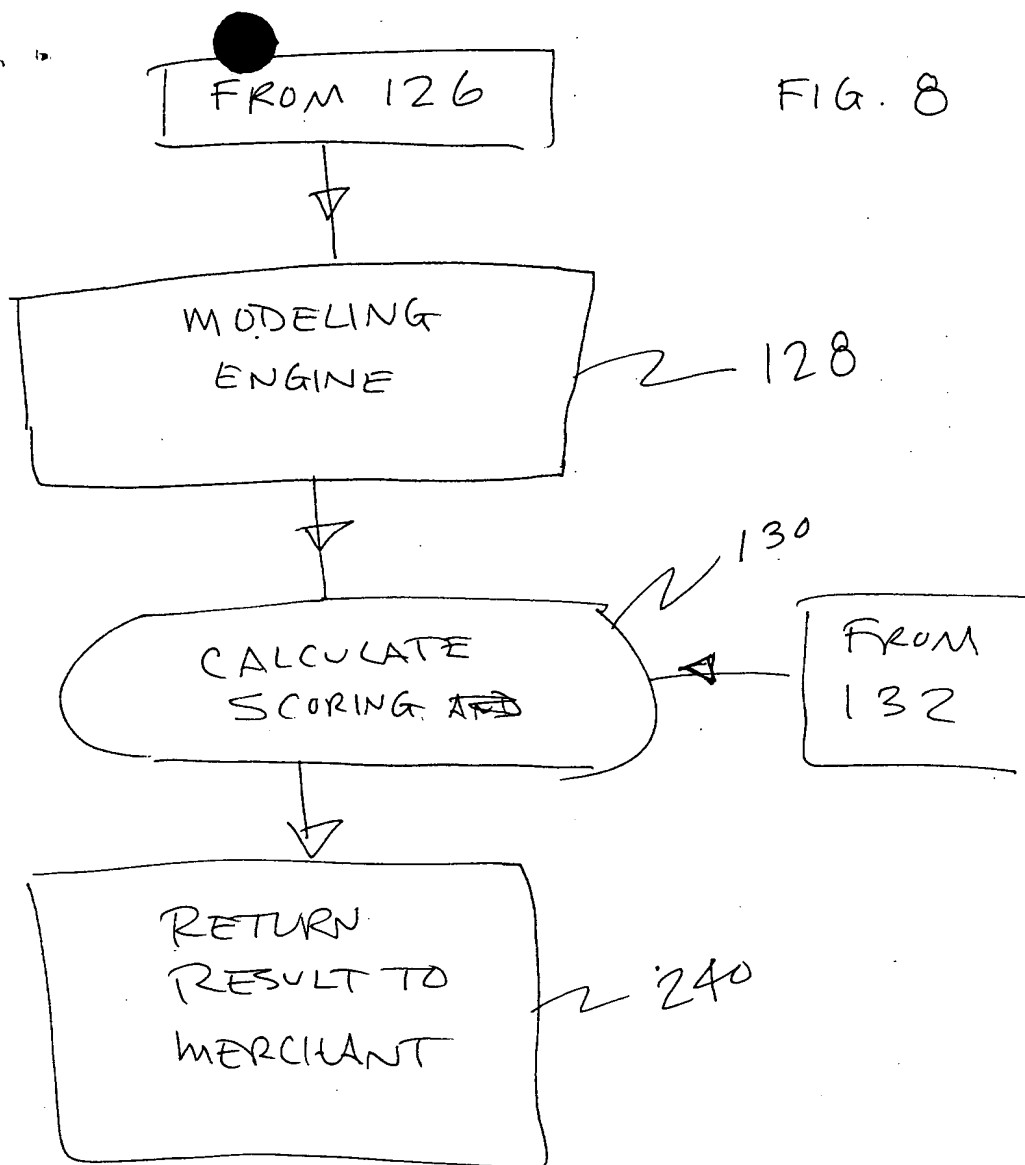 FROM 126
FIG. 8
MODELING
ENGINE
128
130
CALCULATE
SCORING
FROM
132
RETURN
RESULT TO
MERCHANT
240